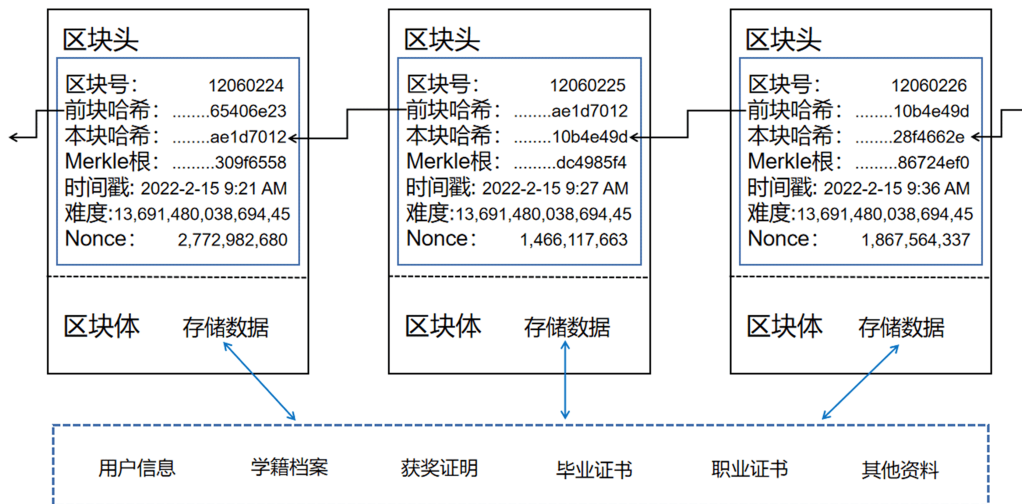 区块头
区块号： 12060224
前块哈希：........65406e23
本块哈希：........ae1d7012
Merkle根：........309f6558
时间戳: 2022-2-15 9:21 AM
难度:13,691,480,038,694,45
Nonce： 2,772,982,680
区块体 存储数据
区块头
区块号： 12060225
前块哈希：........ae1d7012
本块哈希：........10b4e49d
Merkle根：........dc4985f4
时间戳: 2022-2-15 9:27 AM
难度:13,691,480,038,694,45
Nonce： 1,466,117,663
区块体 存储数据
区块头
区块号： 12060226
前块哈希：........10b4e49d
本块哈希：........28f4662e
Merkle根：........86724ef0
时间戳: 2022-2-15 9:36 AM
难度:13,691,480,038,694,45
Nonce： 1,867,564,337
区块体 存储数据
用户信息 学籍档案 获奖证明 毕业证书 职业证书 其他资料